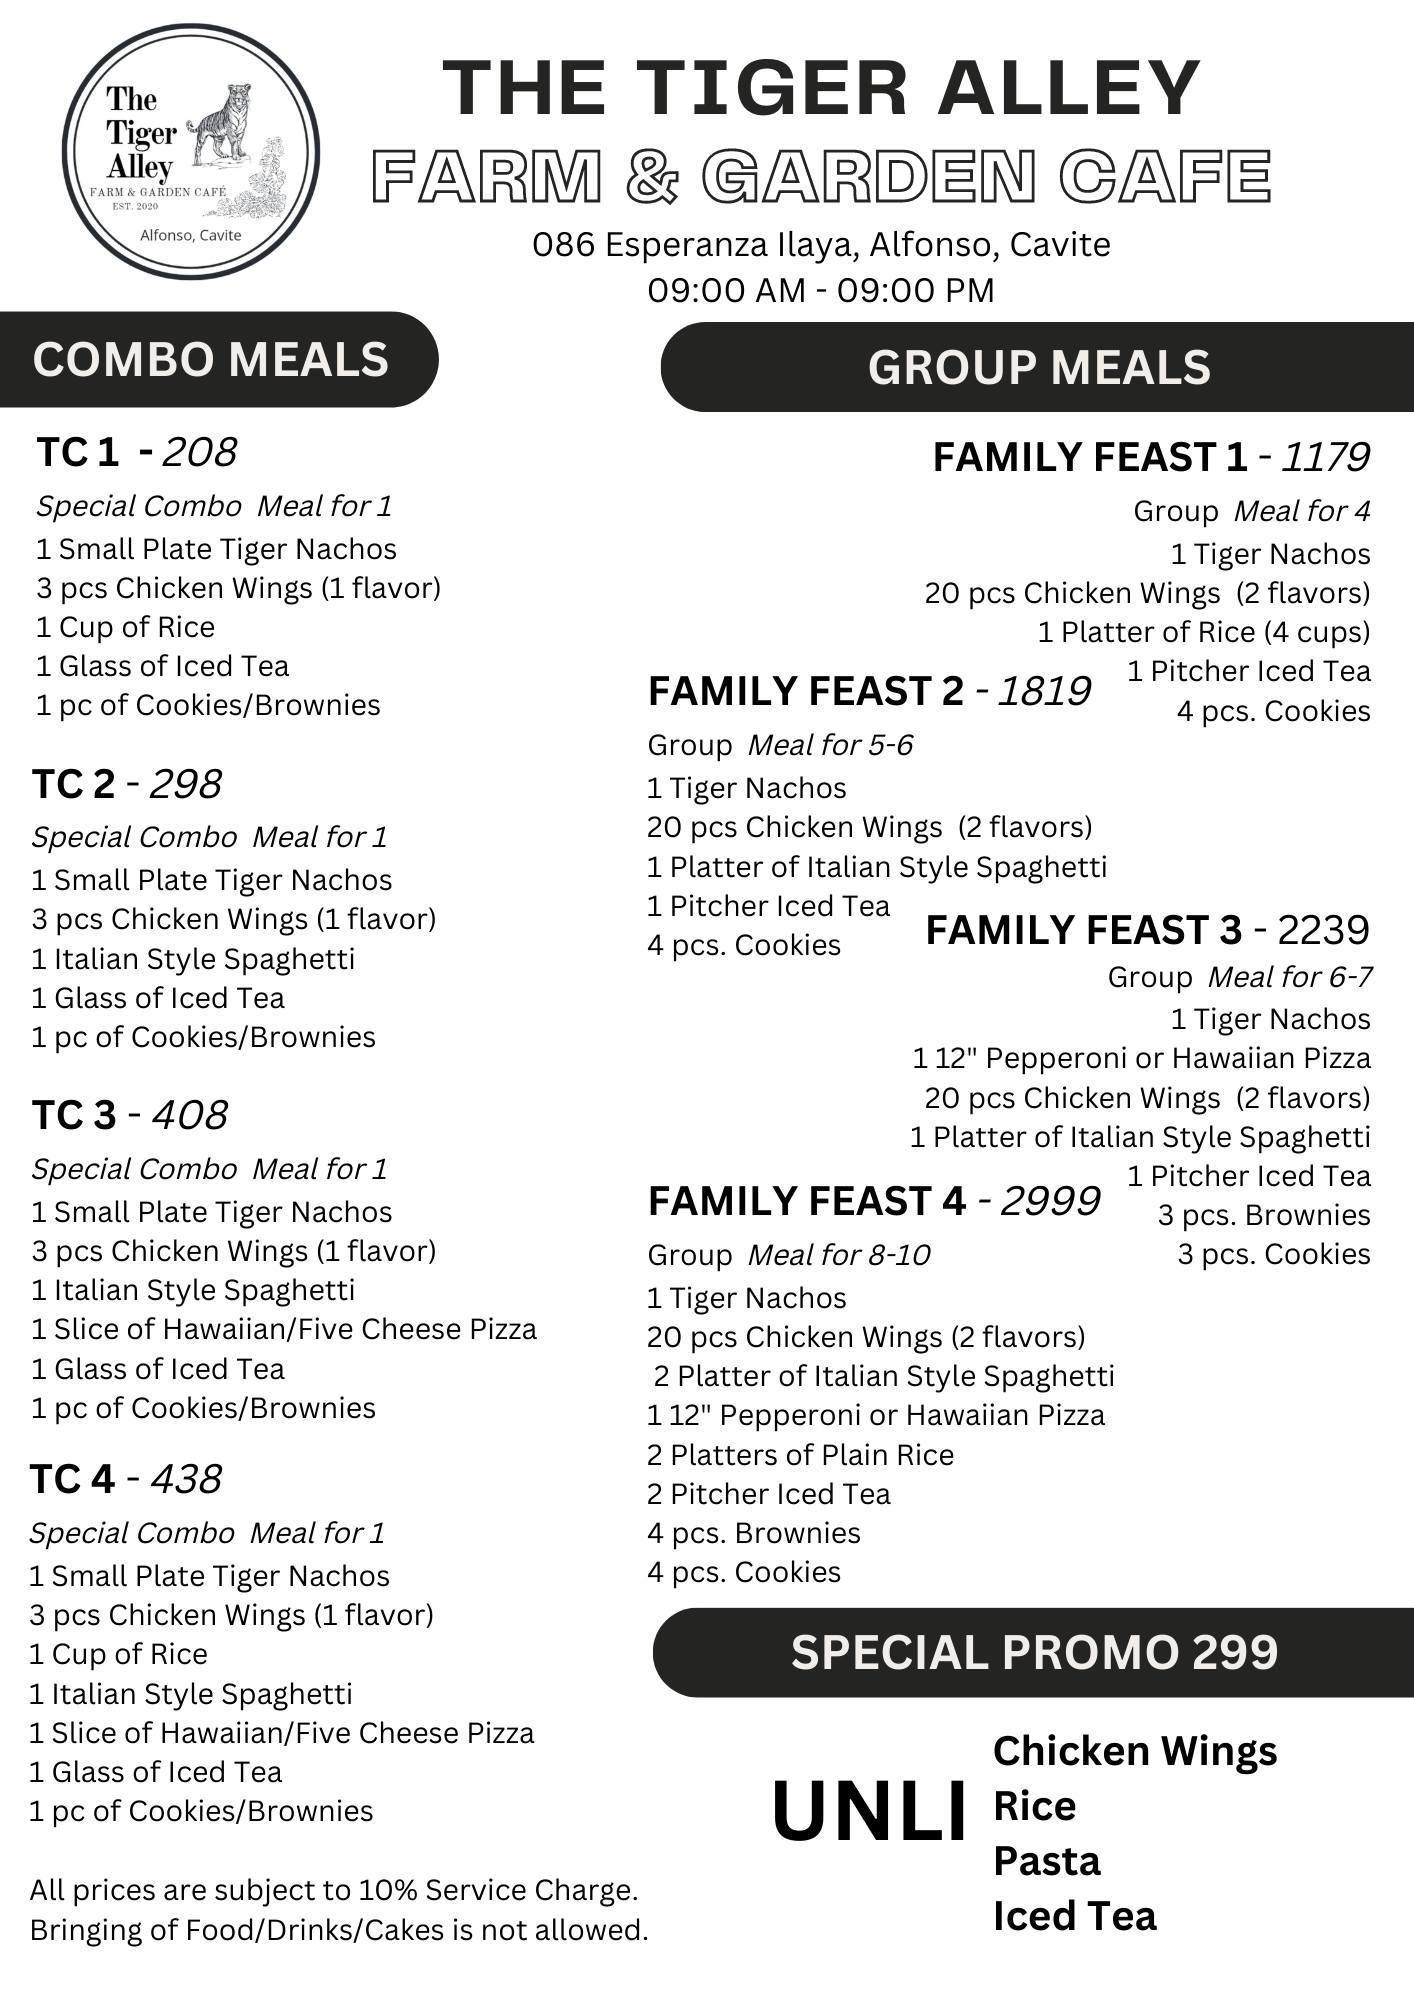 The
Tiger
Alley
FARM & GARDEN CAFÉ
EST. 2020
Alfonso, Cavite
THE TIGER ALLEY
FARM & GARDEN CAFE
086 Esperanza Ilaya, Alfonso, Cavite
09:00 AM - 09:00 PM
COMBO MEALS
TC 1 - 208
Special Combo Meal for 1
1 Small Plate Tiger Nachos
3 pcs Chicken Wings (1 flavor)
1 Cup of Rice
1 Glass of Iced Tea
1 pc of Cookies/Brownies
TC 2 - 298
Special Combo Meal for 1
1 Small Plate Tiger Nachos
3 pcs Chicken Wings (1 flavor)
1 Italian Style Spaghetti
1 Glass of Iced Tea
1 pc of Cookies/Brownies
TC 3 - 408
Special Combo Meal for 1
1 Small Plate Tiger Nachos
3 pcs Chicken Wings (1 flavor)
1 Italian Style Spaghetti
1 Slice of Hawaiian/Five Cheese Pizza
1 Glass of Iced Tea
1 pc of Cookies/Brownies
TC 4 - 438
Special Combo Meal for 1
1 Small Plate Tiger Nachos
3 pcs Chicken Wings (1 flavor)
1 Cup of Rice
1 Italian Style Spaghetti
1 Slice of Hawaiian/Five Cheese Pizza
1 Glass of Iced Tea
1 pc of Cookies/Brownies
All prices are subject to 10% Service Charge.
Bringing of Food/Drinks/Cakes is not allowed.
GROUP MEALS
FAMILY FEAST 1 - 1179
Group Meal for 4
1 Tiger Nachos
20 pcs Chicken Wings (2 flavors)
1 Platter of Rice (4 cups)
1 Pitcher Iced Tea
4 pcs. Cookies
FAMILY FEAST 2 - 1819
Group Meal for 5-6
1 Tiger Nachos
20 pcs Chicken Wings (2 flavors)
1 Platter of Italian Style Spaghetti
1 Pitcher Iced Tea
4 pcs. Cookies
FAMILY FEAST 3 - 2239
Group Meal for 6-7
1 Tiger Nachos
1 12" Pepperoni or Hawaiian Pizza
20 pcs Chicken Wings (2 flavors)
1 Platter of Italian Style Spaghetti
1 Pitcher Iced Tea
3 pcs. Brownies
3 pcs. Cookies
FAMILY FEAST 4 - 2999
Group Meal for 8-10
1 Tiger Nachos
20 pcs Chicken Wings (2 flavors)
2 Platter of Italian Style Spaghetti
1 12" Pepperoni or Hawaiian Pizza
2 Platters of Plain Rice
2 Pitcher Iced Tea
4 pcs. Brownies
4 pcs. Cookies
SPECIAL PROMO 299
UNLI
Chicken Wings
Rice
Pasta
Iced Tea